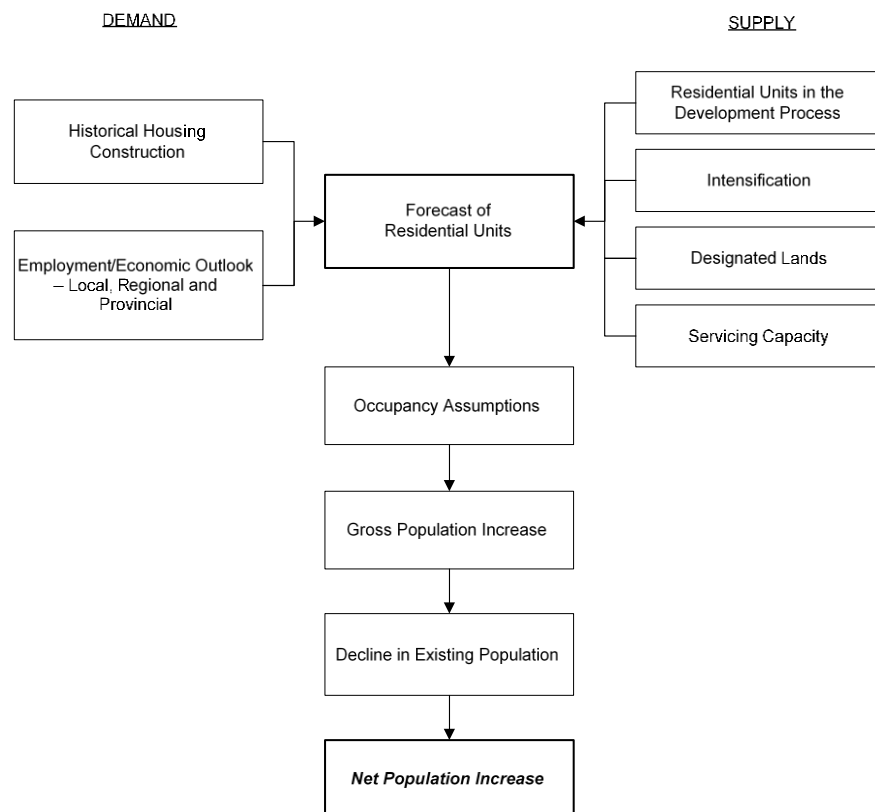 DEMAND
SUPPLY
Historical Housing
Construction
Employment/Economic Outlook
– Local, Regional and
Provincial
Forecast of
Residential Units
Residential Units in the
Development Process
Intensification
Designated Lands
Servicing Capacity
Occupancy Assumptions
Gross Population Increase
Decline in Existing Population
Net Population Increase